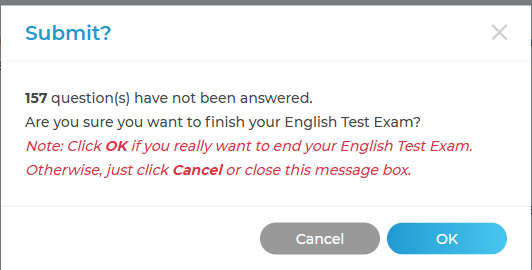 Submit?
157 question(s) have not been answered.
Are you sure you want to finish your English Test Exam?
Note: Click OK if you really want to end your English Test Exam.
Otherwise, just click Cancel or close this message box.
Cancel OK